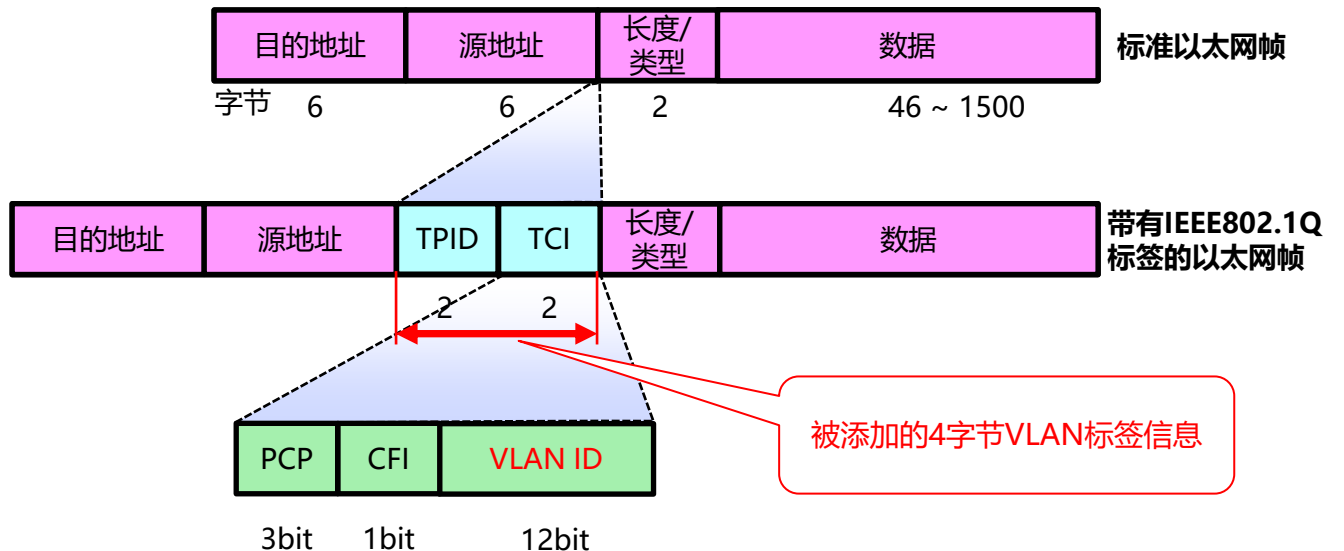 目的地址 源地址 长度/类型 数据 标准以太网帧
字节 6 6 2 46 ~ 1500
目的地址 源地址 TPID TCI 长度/类型 数据 带有IEEE802.1Q
标签的以太网帧
2 2
被添加的4字节VLAN标签信息
PCP CFI VLAN ID
3bit 1bit 12bit